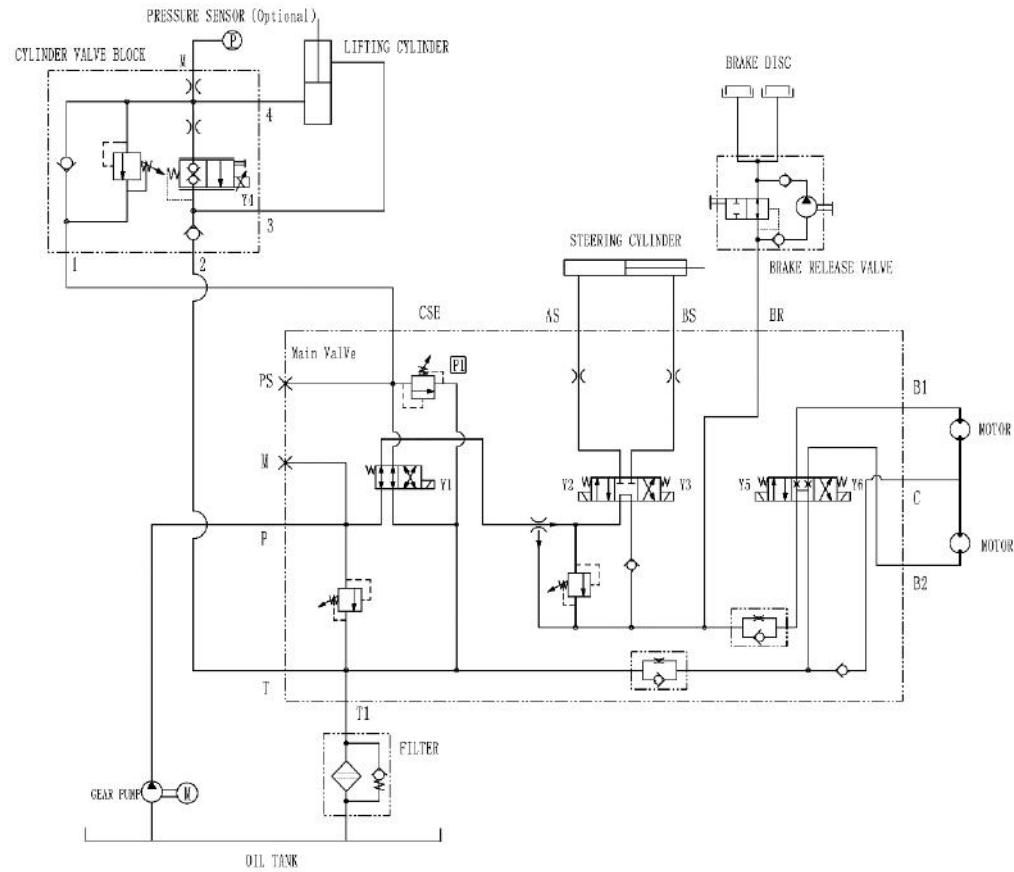 PRESSURE SENSOR (Optional)
P
LIFTING CYLINDER
CYLINDER VALVE BLOCK
M
4
Y4
3
1
2
BRAKE DISC
STEERING CYLINDER
BRAKE RELEASE VALVE
CSE
AS
BS
BR
Main Valve
P1
PS
B1
MOTOR
M
Y1
Y2
Y3
Y5
Y6
C
P
MOTOR
B2
T
T1
FILTER
GEAR PUMP
M
OIL TANK